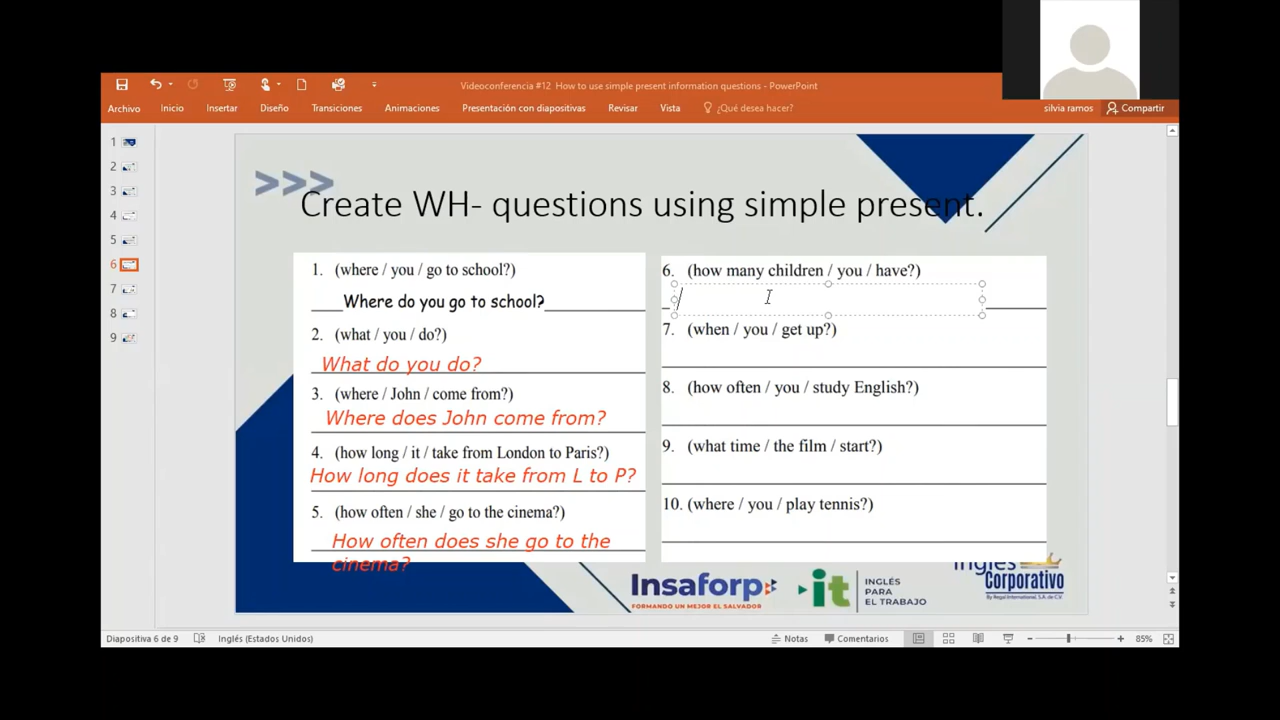 Videoconferencia #12 How to use simple present information questions - PowerPoint
Archivo Inicio Insertar Diseño Transiciones Animaciones Presentación con diapositivas Revisar Vista ¿Qué desea hacer? silvia ramos Compartir
1
2
3
4
5
6
7
8
9
>>>
Create WH- questions using simple present.
1. (where / you / go to school?)
Where do you go to school?
2. (what / you / do?)
What do you do?
3. (where / John / come from?)
Where does John come from?
4. (how long / it / take from London to Paris?)
How long does it take from L to P?
5. (how often / she / go to the cinema?)
How often does she go to the
cinema?
6. (how many children / you / have?)
7. (when / you / get up?)
8. (how often / you / study English?)
9. (what time / the film / start?)
10. (where / you / play tennis?)
Insaforp
FORMANDO UN MEJOR EL SALVADOR
it
INGLÉS
PARA
EL TRABAJO
Inglés
Corporativo
By Regal International, S.A. de C.V.
Diapositiva 6 de 9 Inglés (Estados Unidos) Notas Comentarios 85%